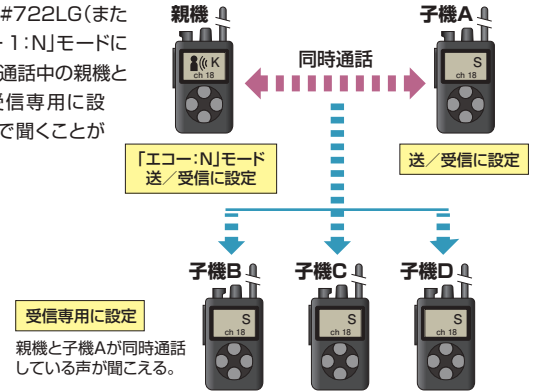 #722LG(また
1:N」モードに
通話中の親機と
受信専用に設
で聞くことが
親機
K
ch 18
同時通話
子機A
S
ch 18
「エコー:N」モード
送／受信に設定
送／受信に設定
子機B
S
ch 18
子機C
S
ch 18
子機D
S
ch 18
受信専用に設定
親機と子機Aが同時通話
している声が聞こえる。